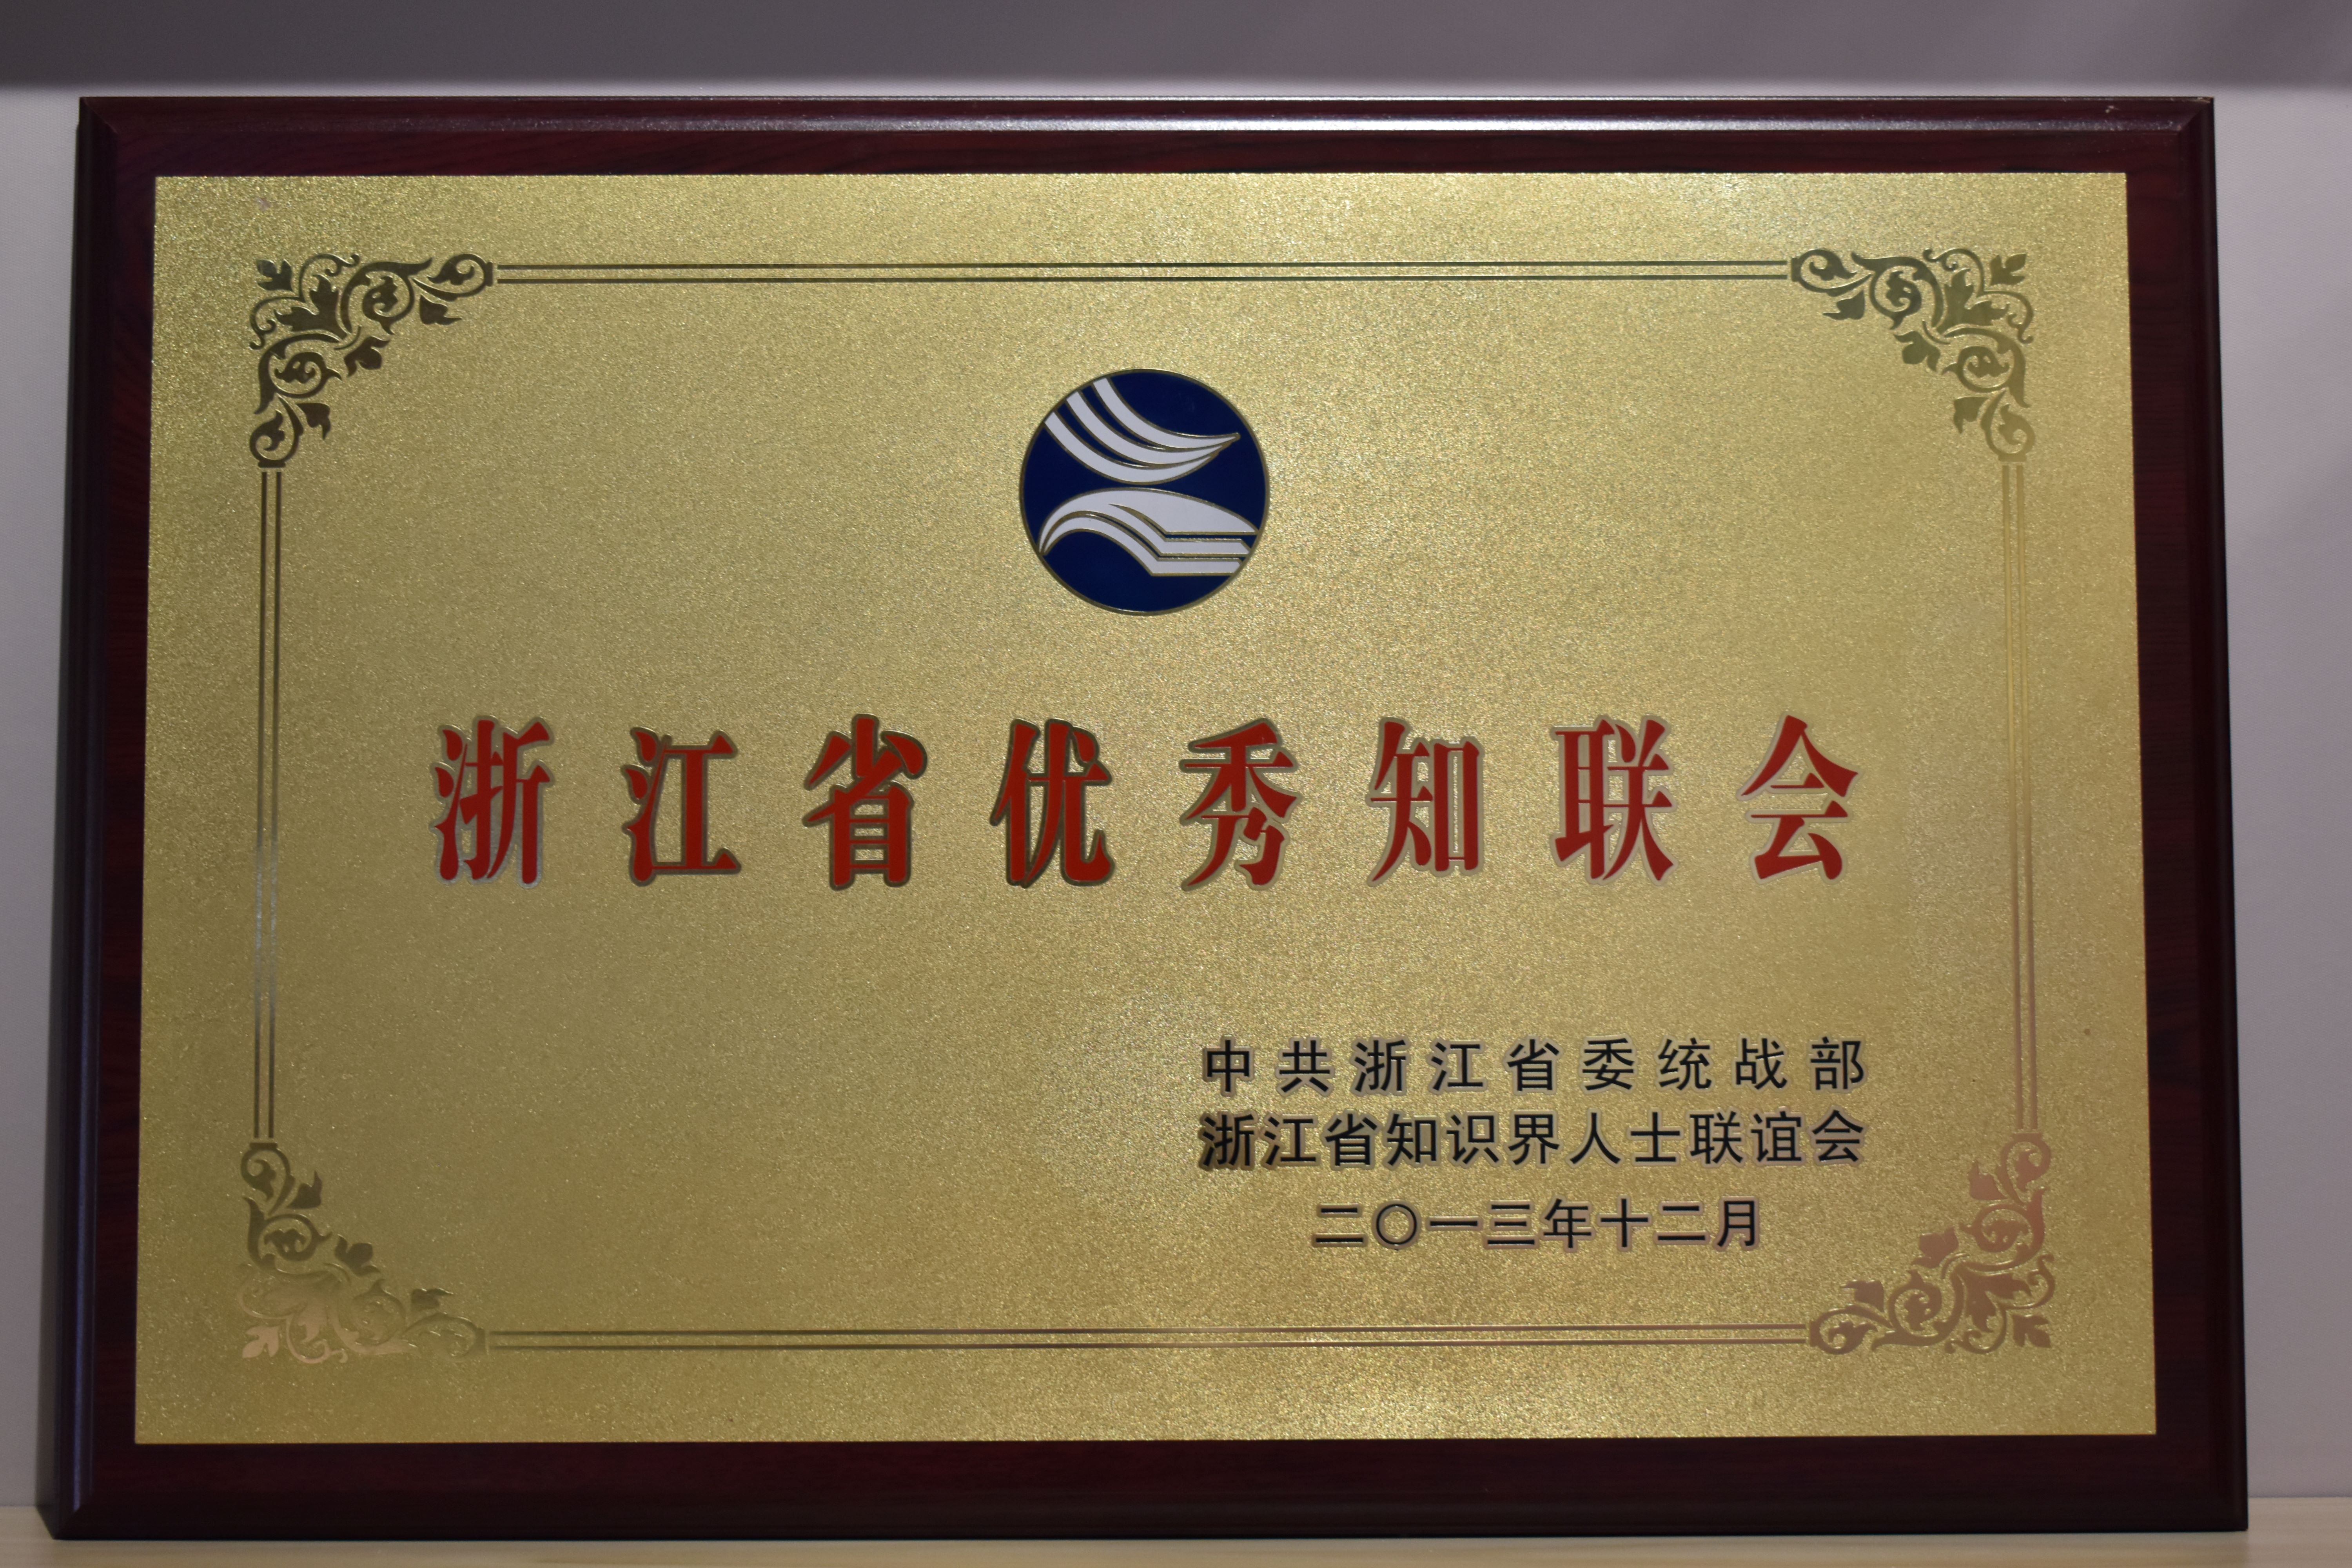 浙江省优秀知联会
中共浙江省委统战部
浙江省知识界人士联谊会
二〇一三年十二月